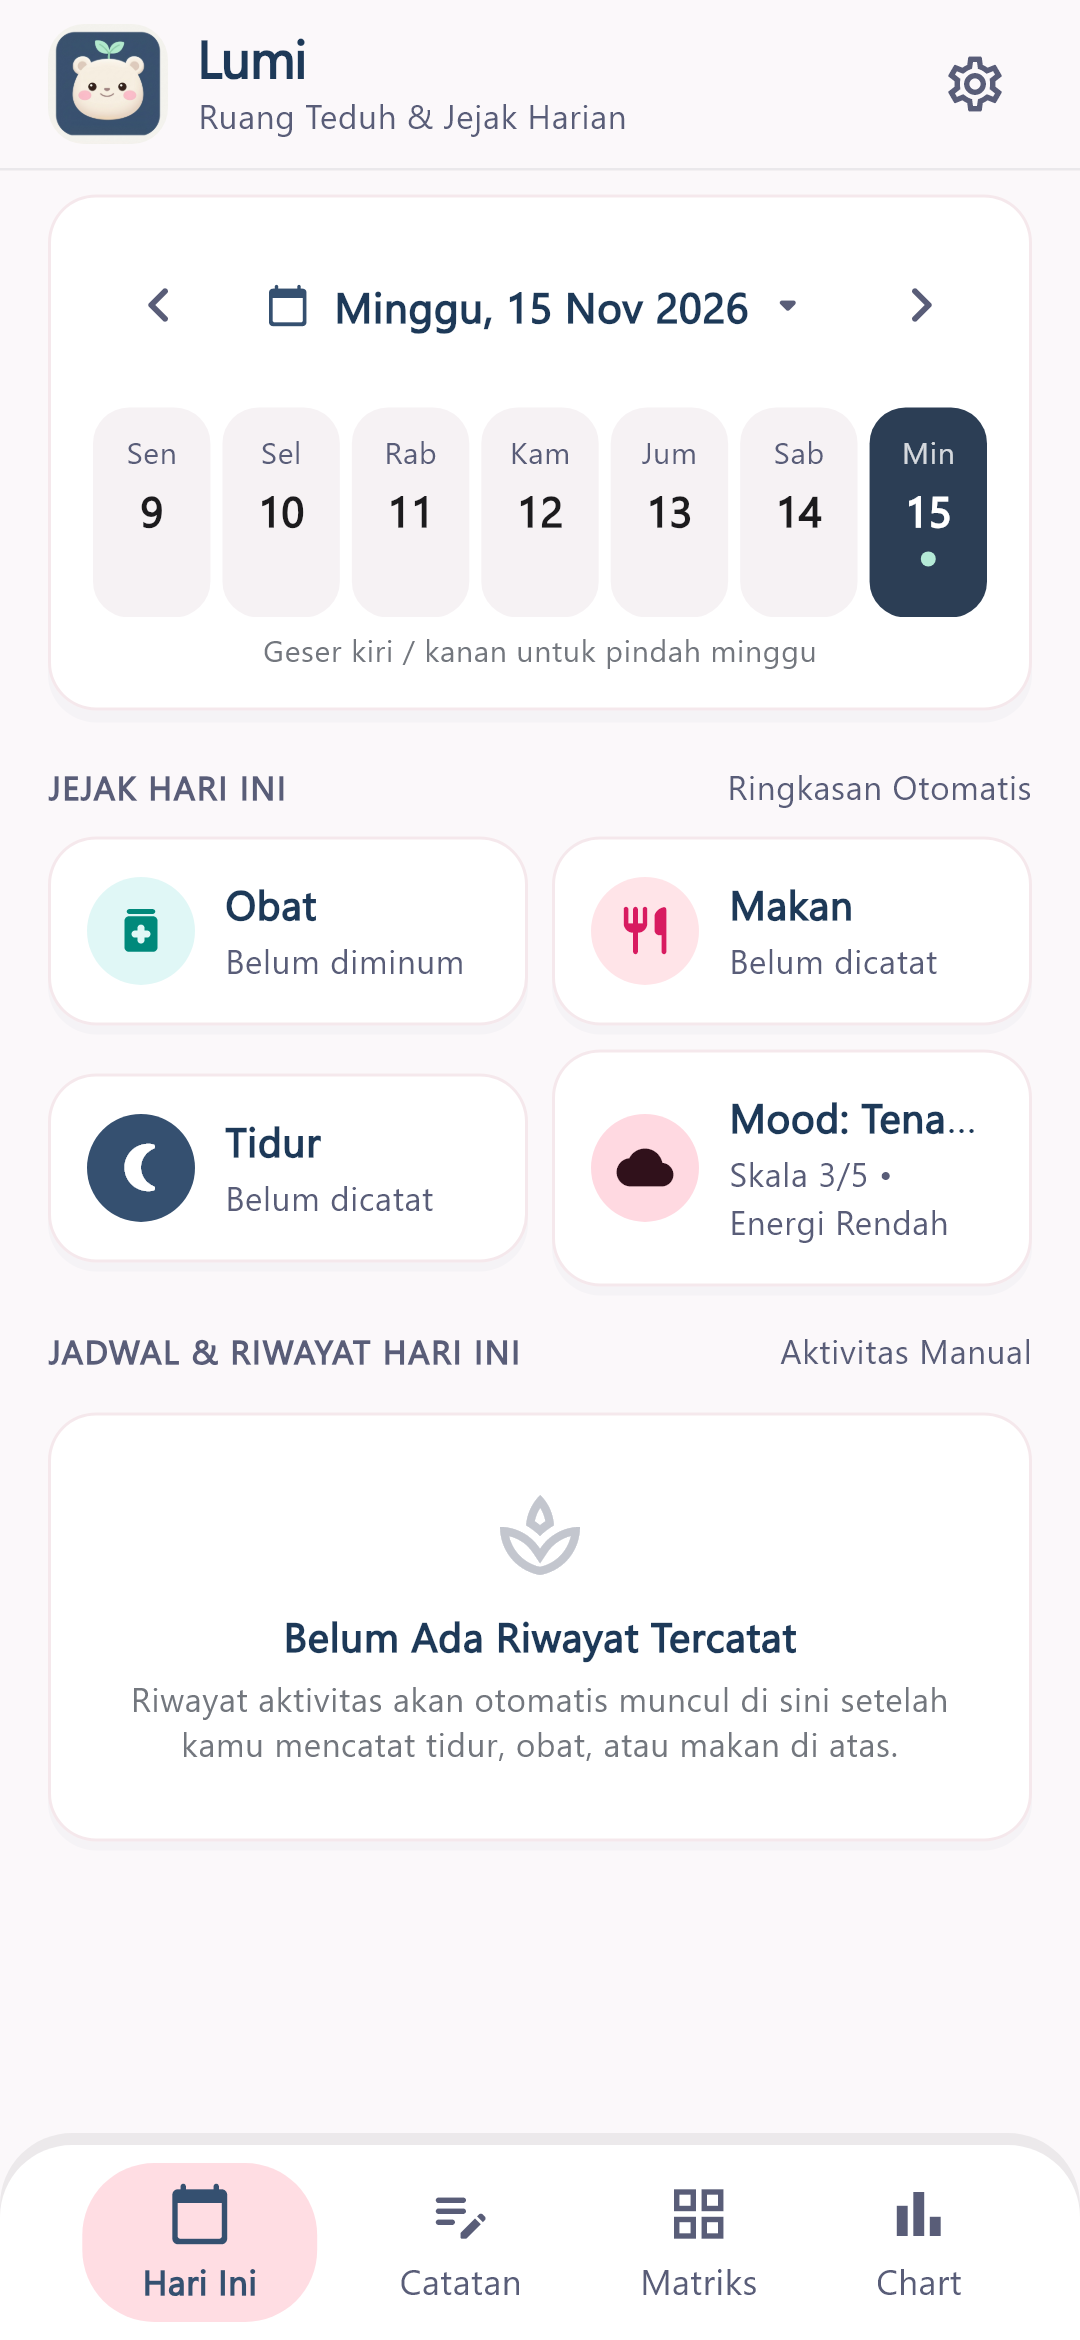 Lumi
Ruang Teduh & Jejak Harian
Minggu, 15 Nov 2026
Sen Sel Rab Kam Jum Sab Min
9 10 11 12 13 14 15
Geser kiri / kanan untuk pindah minggu
JEJAK HARI INI Ringkasan Otomatis
Obat
Belum diminum
Makan
Belum dicatat
Tidur
Belum dicatat
Mood: Tena...
Skala 3/5 •
Energi Rendah
JADWAL & RIWAYAT HARI INI Aktivitas Manual
Belum Ada Riwayat Tercatat
Riwayat aktivitas akan otomatis muncul di sini setelah
kamu mencatat tidur, obat, atau makan di atas.
Hari Ini Catatan Matriks Chart